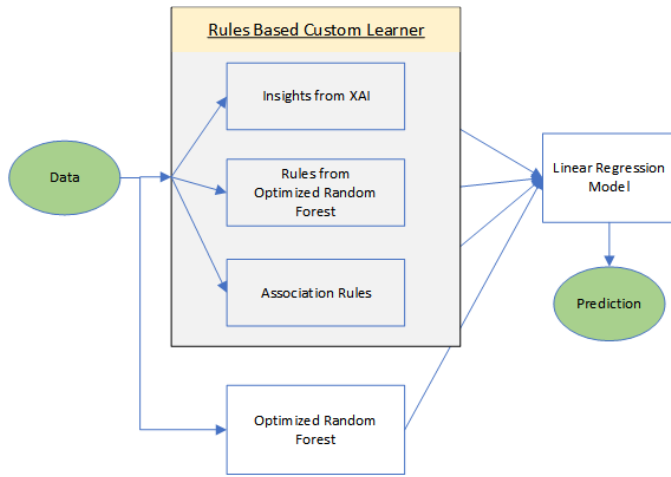 Rules Based Custom Learner
Insights from XAI
Data
Rules from
Optimized Random
Forest
Linear Regression
Model
Association Rules
Prediction
Optimized Random
Forest